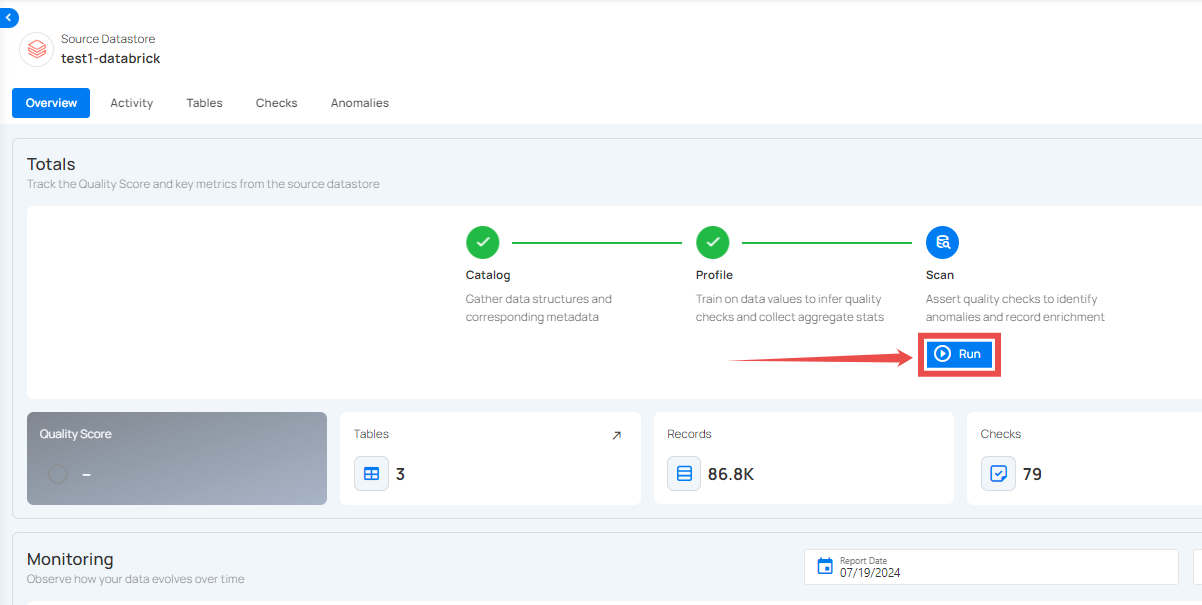 Source Datastore
test1-databrick
Overview Activity Tables Checks Anomalies
Totals
Track the Quality Score and key metrics from the source datastore
Catalog
Gather data structures and
corresponding metadata
Profile
Train on data values to infer quality
checks and collect aggregate stats
Scan
Assert quality checks to identify
anomalies and record enrichment
Run
Quality Score
–
Tables
3
Records
86.8K
Checks
79
Monitoring
Observe how your data evolves over time
Report Date
07/19/2024